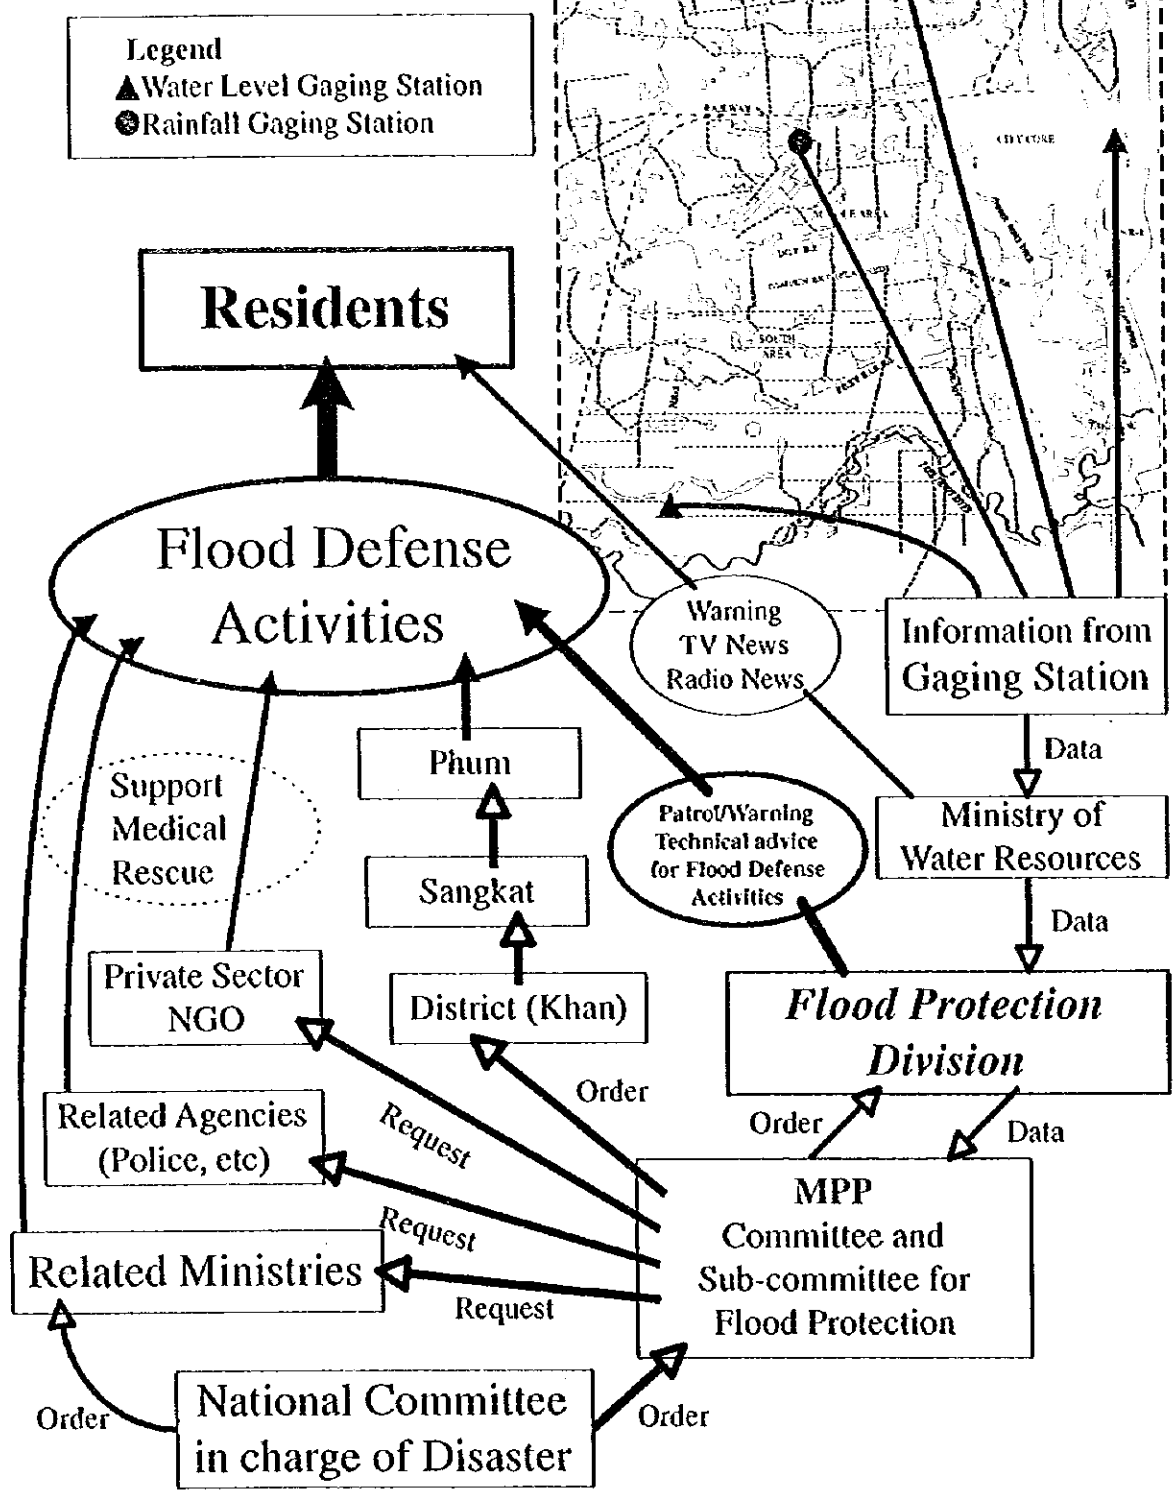 Legend
Water Level Gaging Station
Rainfall Gaging Station
CITY CORE
SOUTH
AREA
Residents
Flood Defense
Activities
Warning
TV News
Radio News
Information from
Gaging Station
Data
Phum
Support
Medical
Rescue
Patrol/Warning
Technical advice
for Flood Defense
Activities
Ministry of
Water Resources
Sangkat
Data
Private Sector
NGO
District (Khan)
Flood Protection
Division
Order
Related Agencies
(Police, etc)
Request
Order
Data
MPP
Committee and
Sub-committee for
Flood Protection
Request
Related Ministries
Request
National Committee
in charge of Disaster
Order
Order